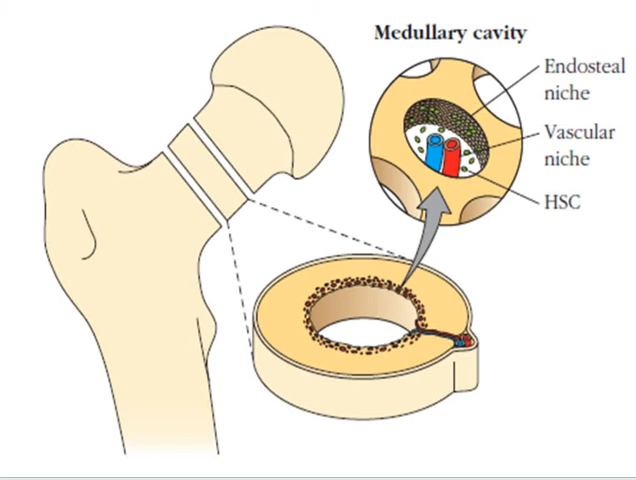 Medullary cavity
Endosteal
niche
Vascular
niche
HSC